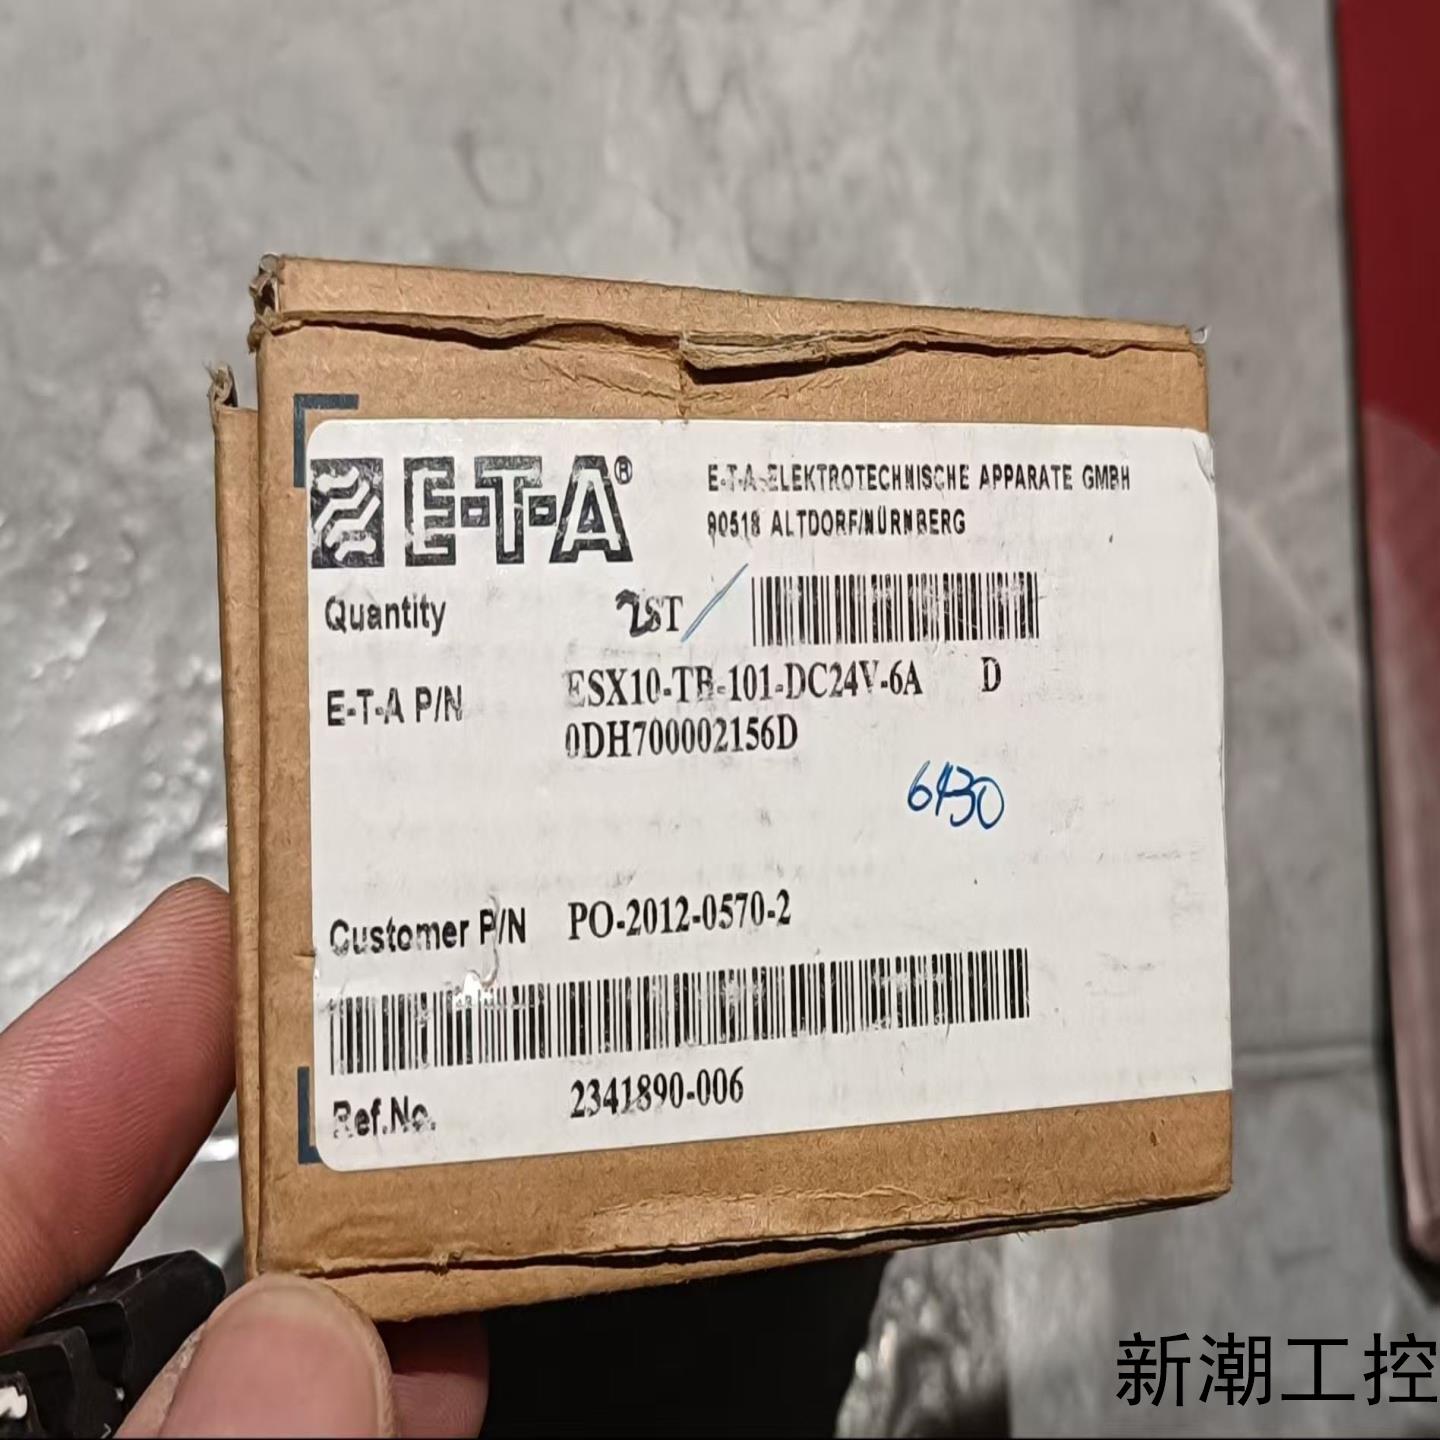 E-T-A®
E-T-A ELEKTROTECHNISCHE APPARATE GMBH
90518 ALTDORF/NÜRNBERG
Quantity 2ST
E-T-A P/N ESX10-TB-101-DC24V-6A D
0DH700002156D
Customer P/N PO-2012-0570-2
Ref.No. 2341890-006
新潮工控